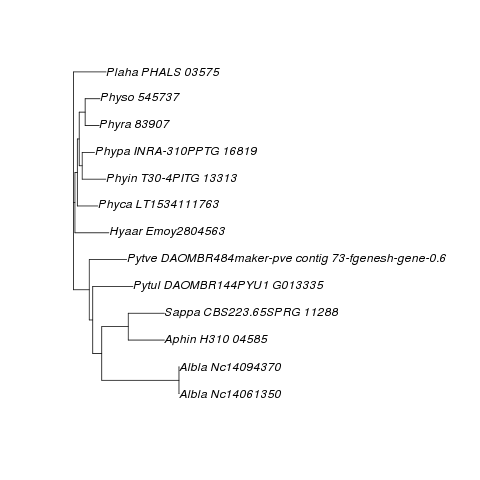 Plaha PHALS 03575
Physo 545737
Phyra 83907
Phypa INRA-310PPTG 16819
Phyin T30-4PITG 13313
Phyca LT1534111763
Hyaar Emoy2804563
Pytve DAOMBR484maker-pve contig 73-fgenesh-gene-0.6
Pytul DAOMBR144PYU1 G013335
Sappa CBS223.65SPRG 11288
Aphin H310 04585
Albla Nc14094370
Albla Nc14061350